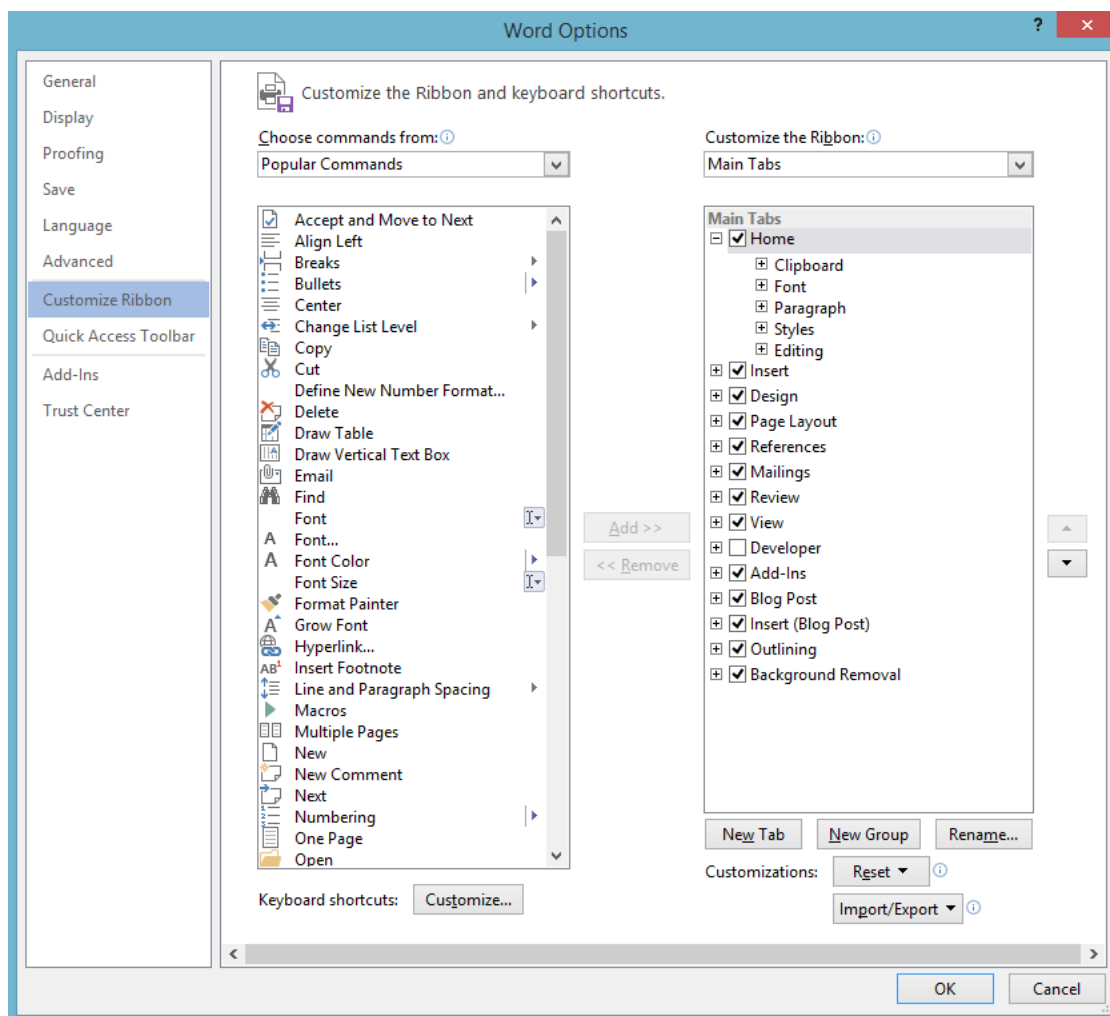 Word Options
?
General
Display
Proofing
Save
Language
Advanced
Customize Ribbon
Quick Access Toolbar
Add-Ins
Trust Center
Customize the Ribbon and keyboard shortcuts.
Choose commands from:
Popular Commands
Accept and Move to Next
Align Left
Breaks
Bullets
Center
Change List Level
Copy
Cut
Define New Number Format...
Delete
Draw Table
Draw Vertical Text Box
Email
Find
Font
Font...
Font Color
Font Size
Format Painter
Grow Font
Hyperlink...
Insert Footnote
Line and Paragraph Spacing
Macros
Multiple Pages
New
New Comment
Next
Numbering
One Page
Open
Keyboard shortcuts: Customize...
Add >>
<< Remove
Customize the Ribbon:
Main Tabs
Main Tabs
Home
Clipboard
Font
Paragraph
Styles
Editing
Insert
Design
Page Layout
References
Mailings
Review
View
Developer
Add-Ins
Blog Post
Insert (Blog Post)
Outlining
Background Removal
New Tab New Group Rename...
Customizations: Reset
Import/Export
OK Cancel